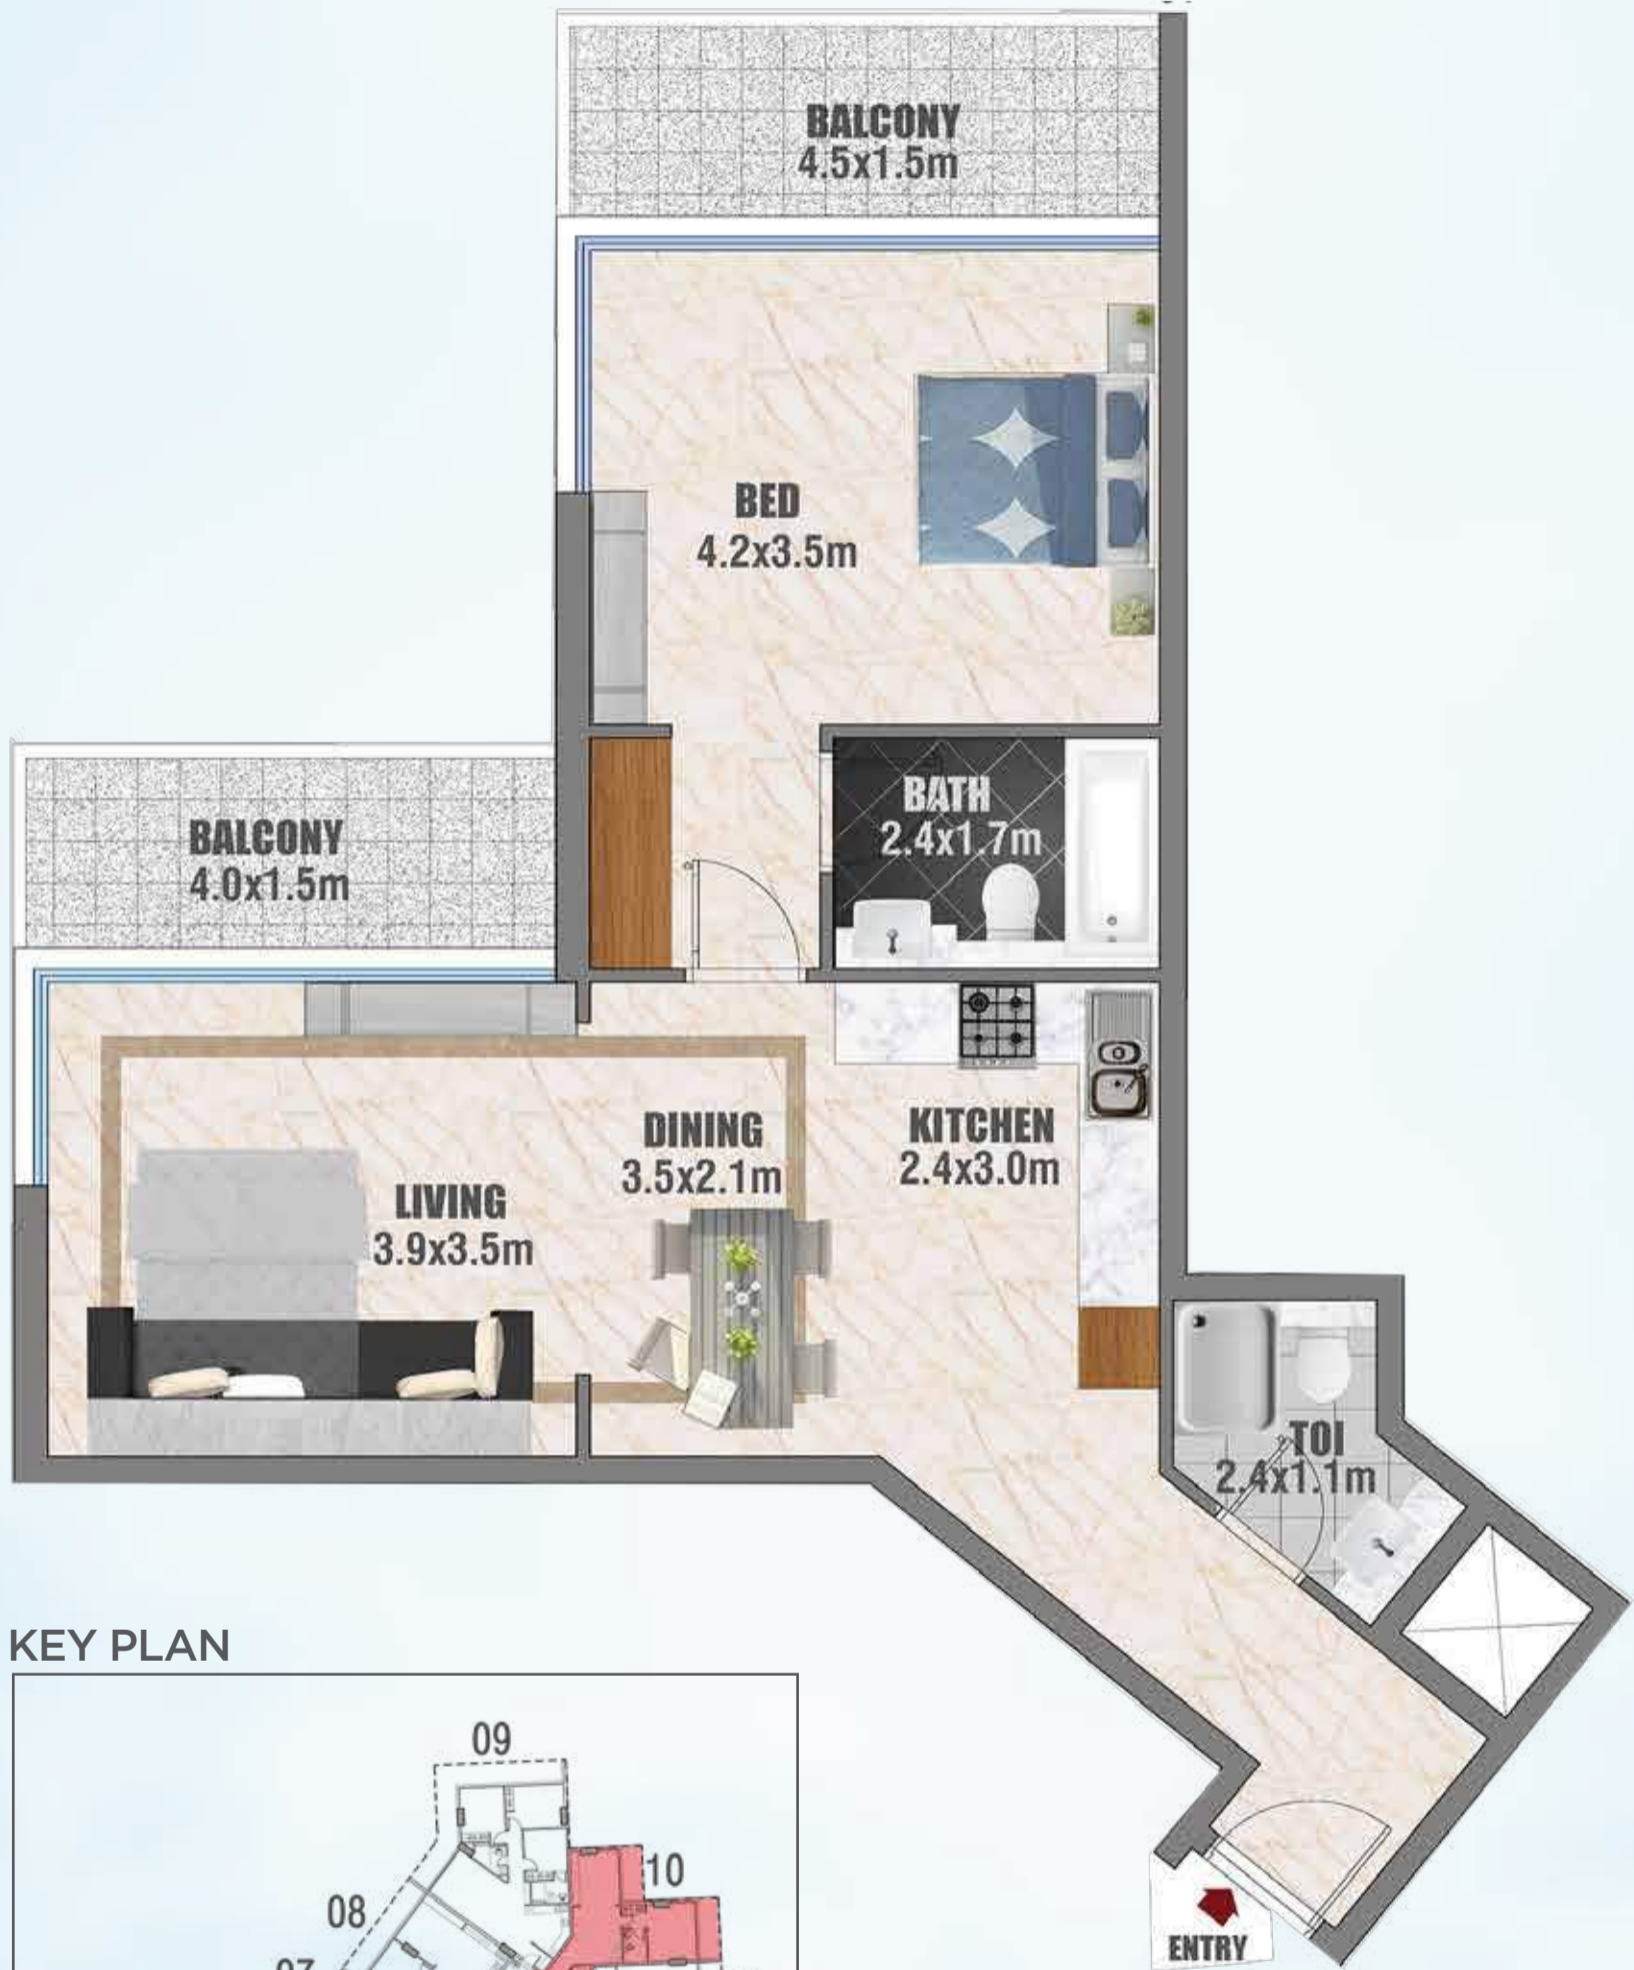 BALCONY
4.5x1.5m
BED
4.2x3.5m
BATH
2.4x1.7m
BALCONY
4.0x1.5m
DINING
3.5x2.1m
KITCHEN
2.4x3.0m
LIVING
3.9x3.5m
TOI
2.4x1.1m
KEY PLAN
09
10
08
ENTRY